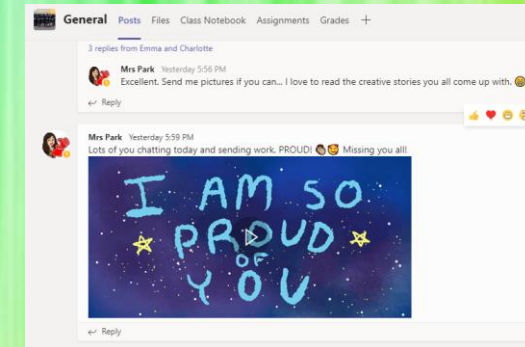 General Posts Files Class Notebook Assignments Grades +
3 replies from Emma and Charlotte
Mrs Park Yesterday 5:56 PM
Excellent. Send me pictures if you can... I love to read the creative stories you all come up with.
Reply
Mrs Park Yesterday 5:59 PM
Lots of you chatting today and sending work. PROUD! Missing you all!
I AM SO
PROUD
OF
YOU
Reply